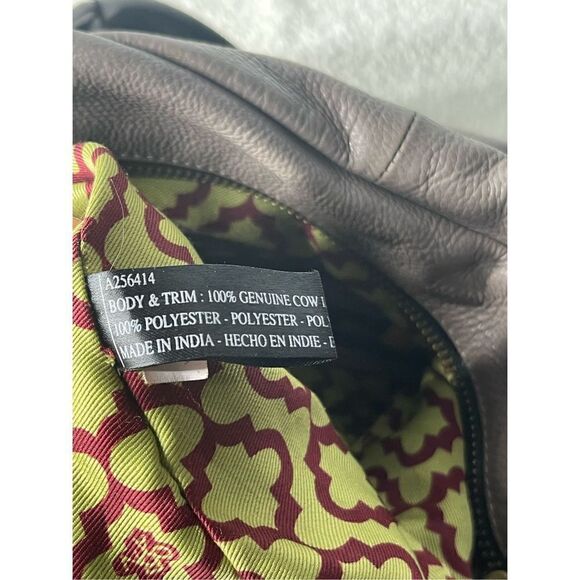 A256414
BODY & TRIM : 100% GENUINE COW
100% POLYESTER - POLYESTER - POL
MADE IN INDIA - HECHO EN INDIE -